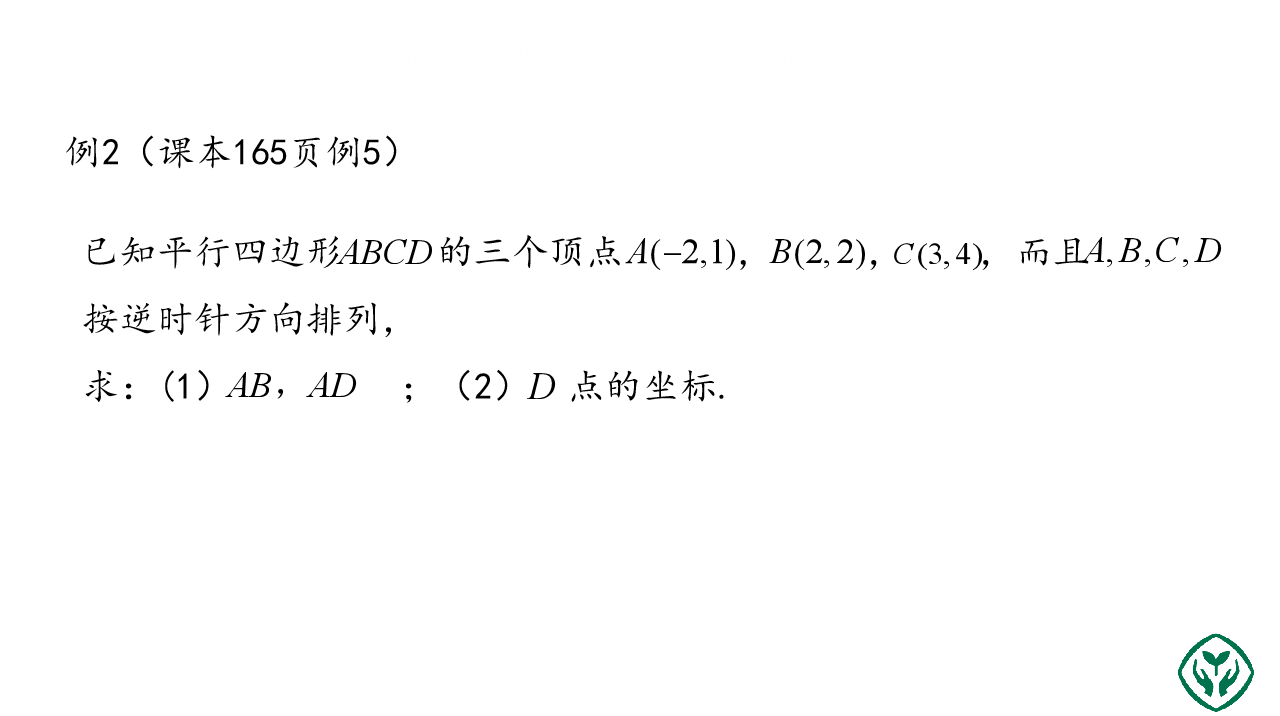 例2（课本165页例5）
已知平行四边形ABCD的三个顶点A(−2,1)，B(2,2)，C(3,4)，而且A,B,C,D
按逆时针方向排列，
求：(1）AB，AD ；（2）D 点的坐标.